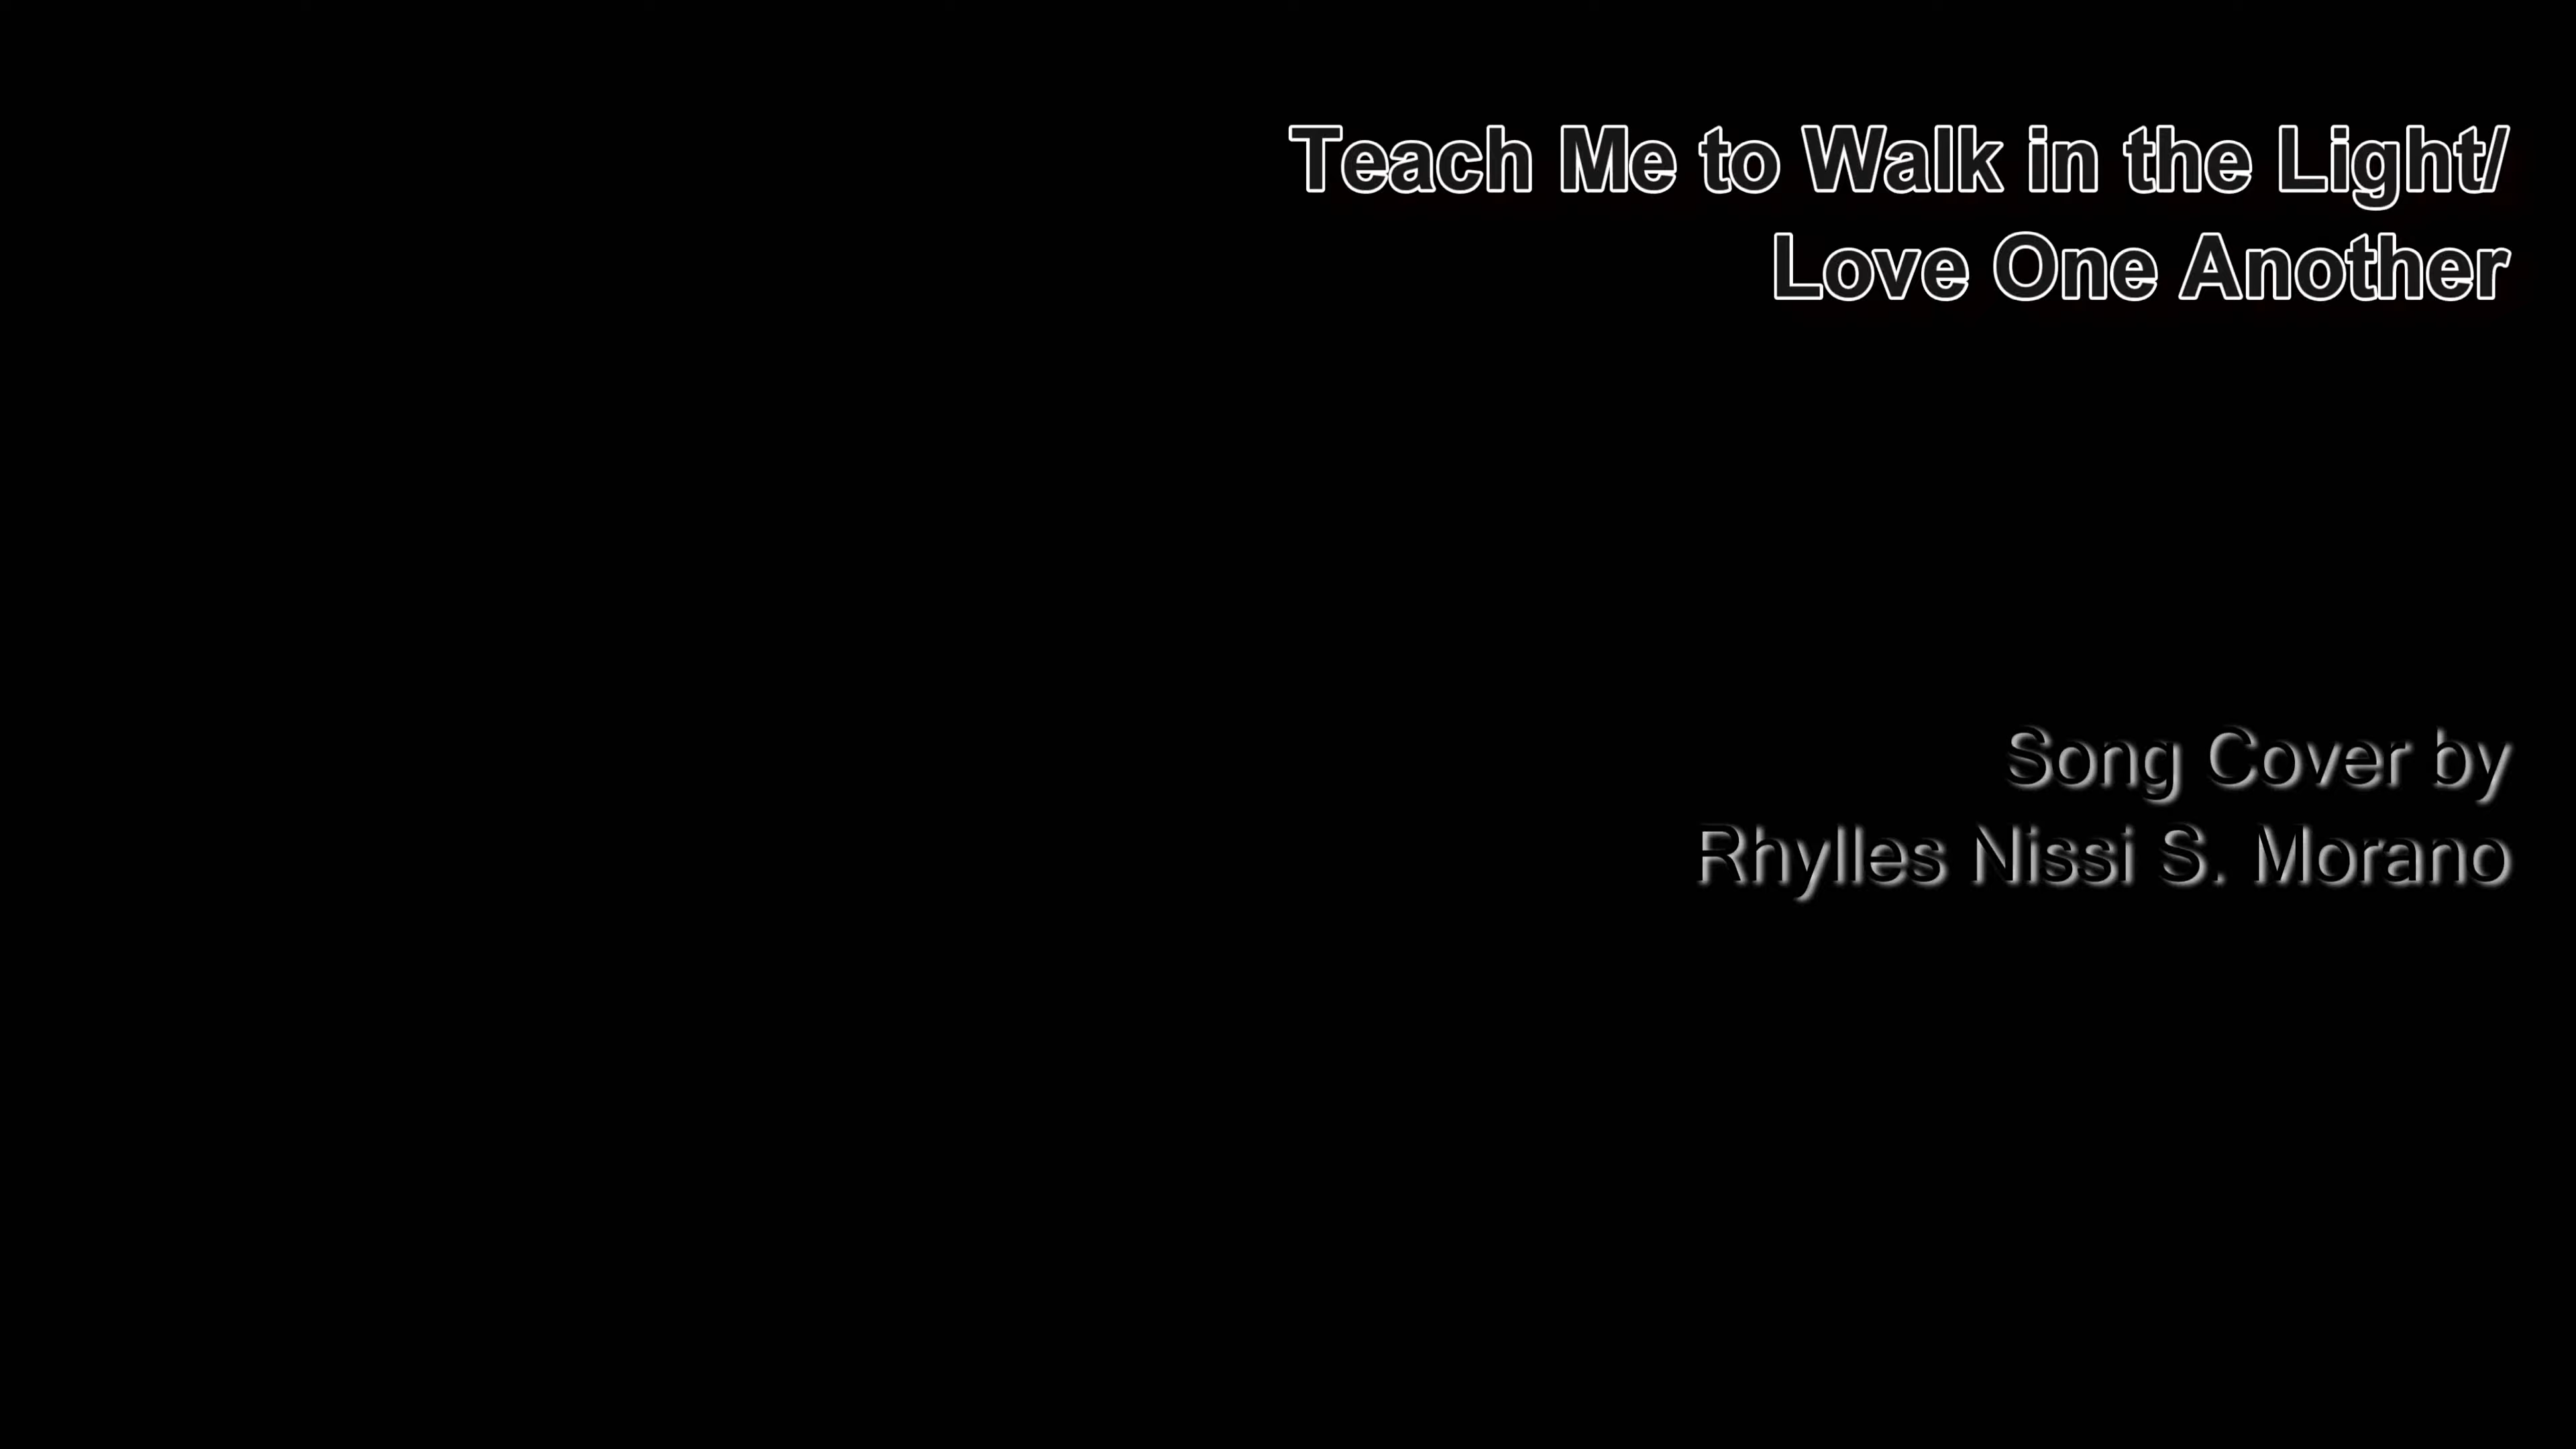 Teach Me to Walk in the Light/
Love One Another
Song Cover by
Rhylles Nissi S. Morano